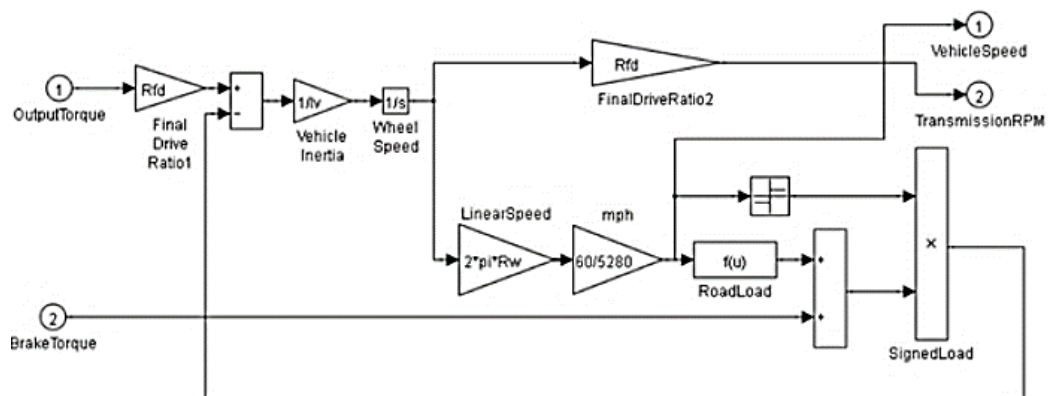 1
VehicleSpeed
1
OutputTorque
Rfd
Final
Drive
Ratio1
+
−
1/Iv
Vehicle
Inertia
1/s
Wheel
Speed
Rfd
FinalDriveRatio2
2
TransmissionRPM
LinearSpeed
2*pi*Rw
mph
60/5280
f(u)
RoadLoad
+
+
×
SignedLoad
2
BrakeTorque